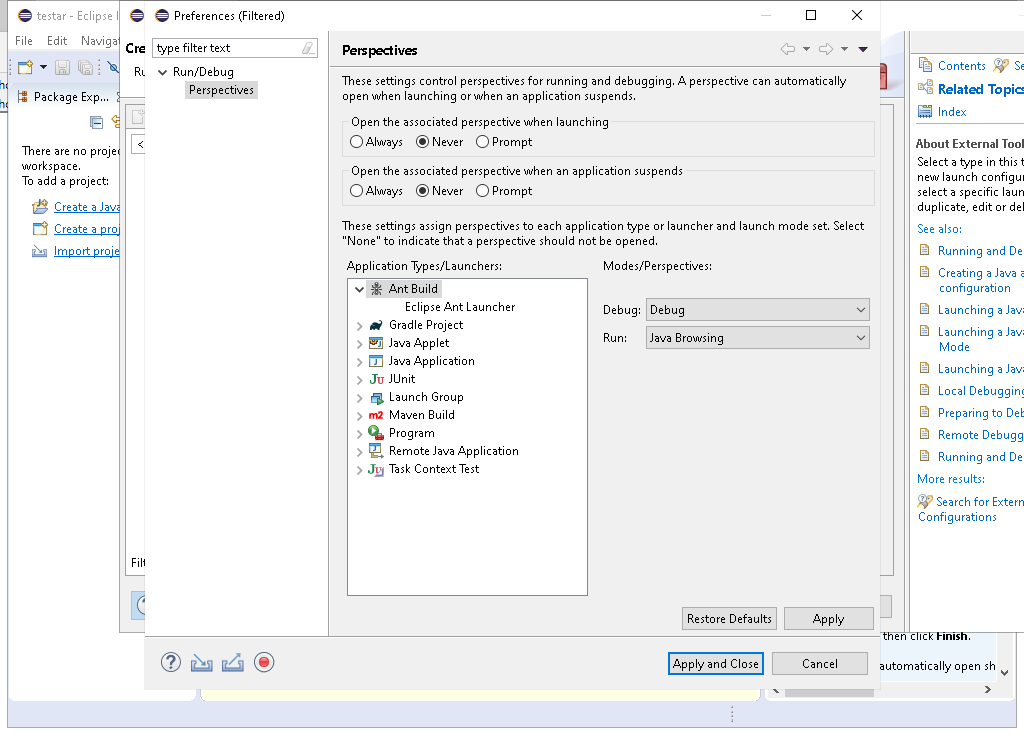 testar - Eclipse I
File Edit Naviga
Package Exp...
There are no proje
workspace.
To add a project:
Create a Java
Create a proj
Import proje
Cre
Ru
<
Filt
Preferences (Filtered)
type filter text
Run/Debug
Perspectives
Perspectives
These settings control perspectives for running and debugging. A perspective can automatically
open when launching or when an application suspends.
Open the associated perspective when launching
Always Never Prompt
Open the associated perspective when an application suspends
Always Never Prompt
These settings assign perspectives to each application type or launcher and launch mode set. Select
"None" to indicate that a perspective should not be opened.
Application Types/Launchers:
Modes/Perspectives:
Ant Build
Eclipse Ant Launcher
Gradle Project
Java Applet
Java Application
JUnit
Launch Group
Maven Build
Program
Remote Java Application
Task Context Test
Debug: Debug
Run: Java Browsing
Restore Defaults Apply
Apply and Close Cancel
Contents Se
Related Topics
Index
About External Tool
Select a type in this t
new launch configur
select a specific laun
duplicate, edit or del
See also:
Running and De
Creating a Java a
configuration
Launching a Java
Launching a Java
Mode
Launching a Java
Local Debugging
Preparing to Deb
Remote Debugg
Running and De
More results:
Search for Extern
Configurations
then click Finish.
automatically open sh